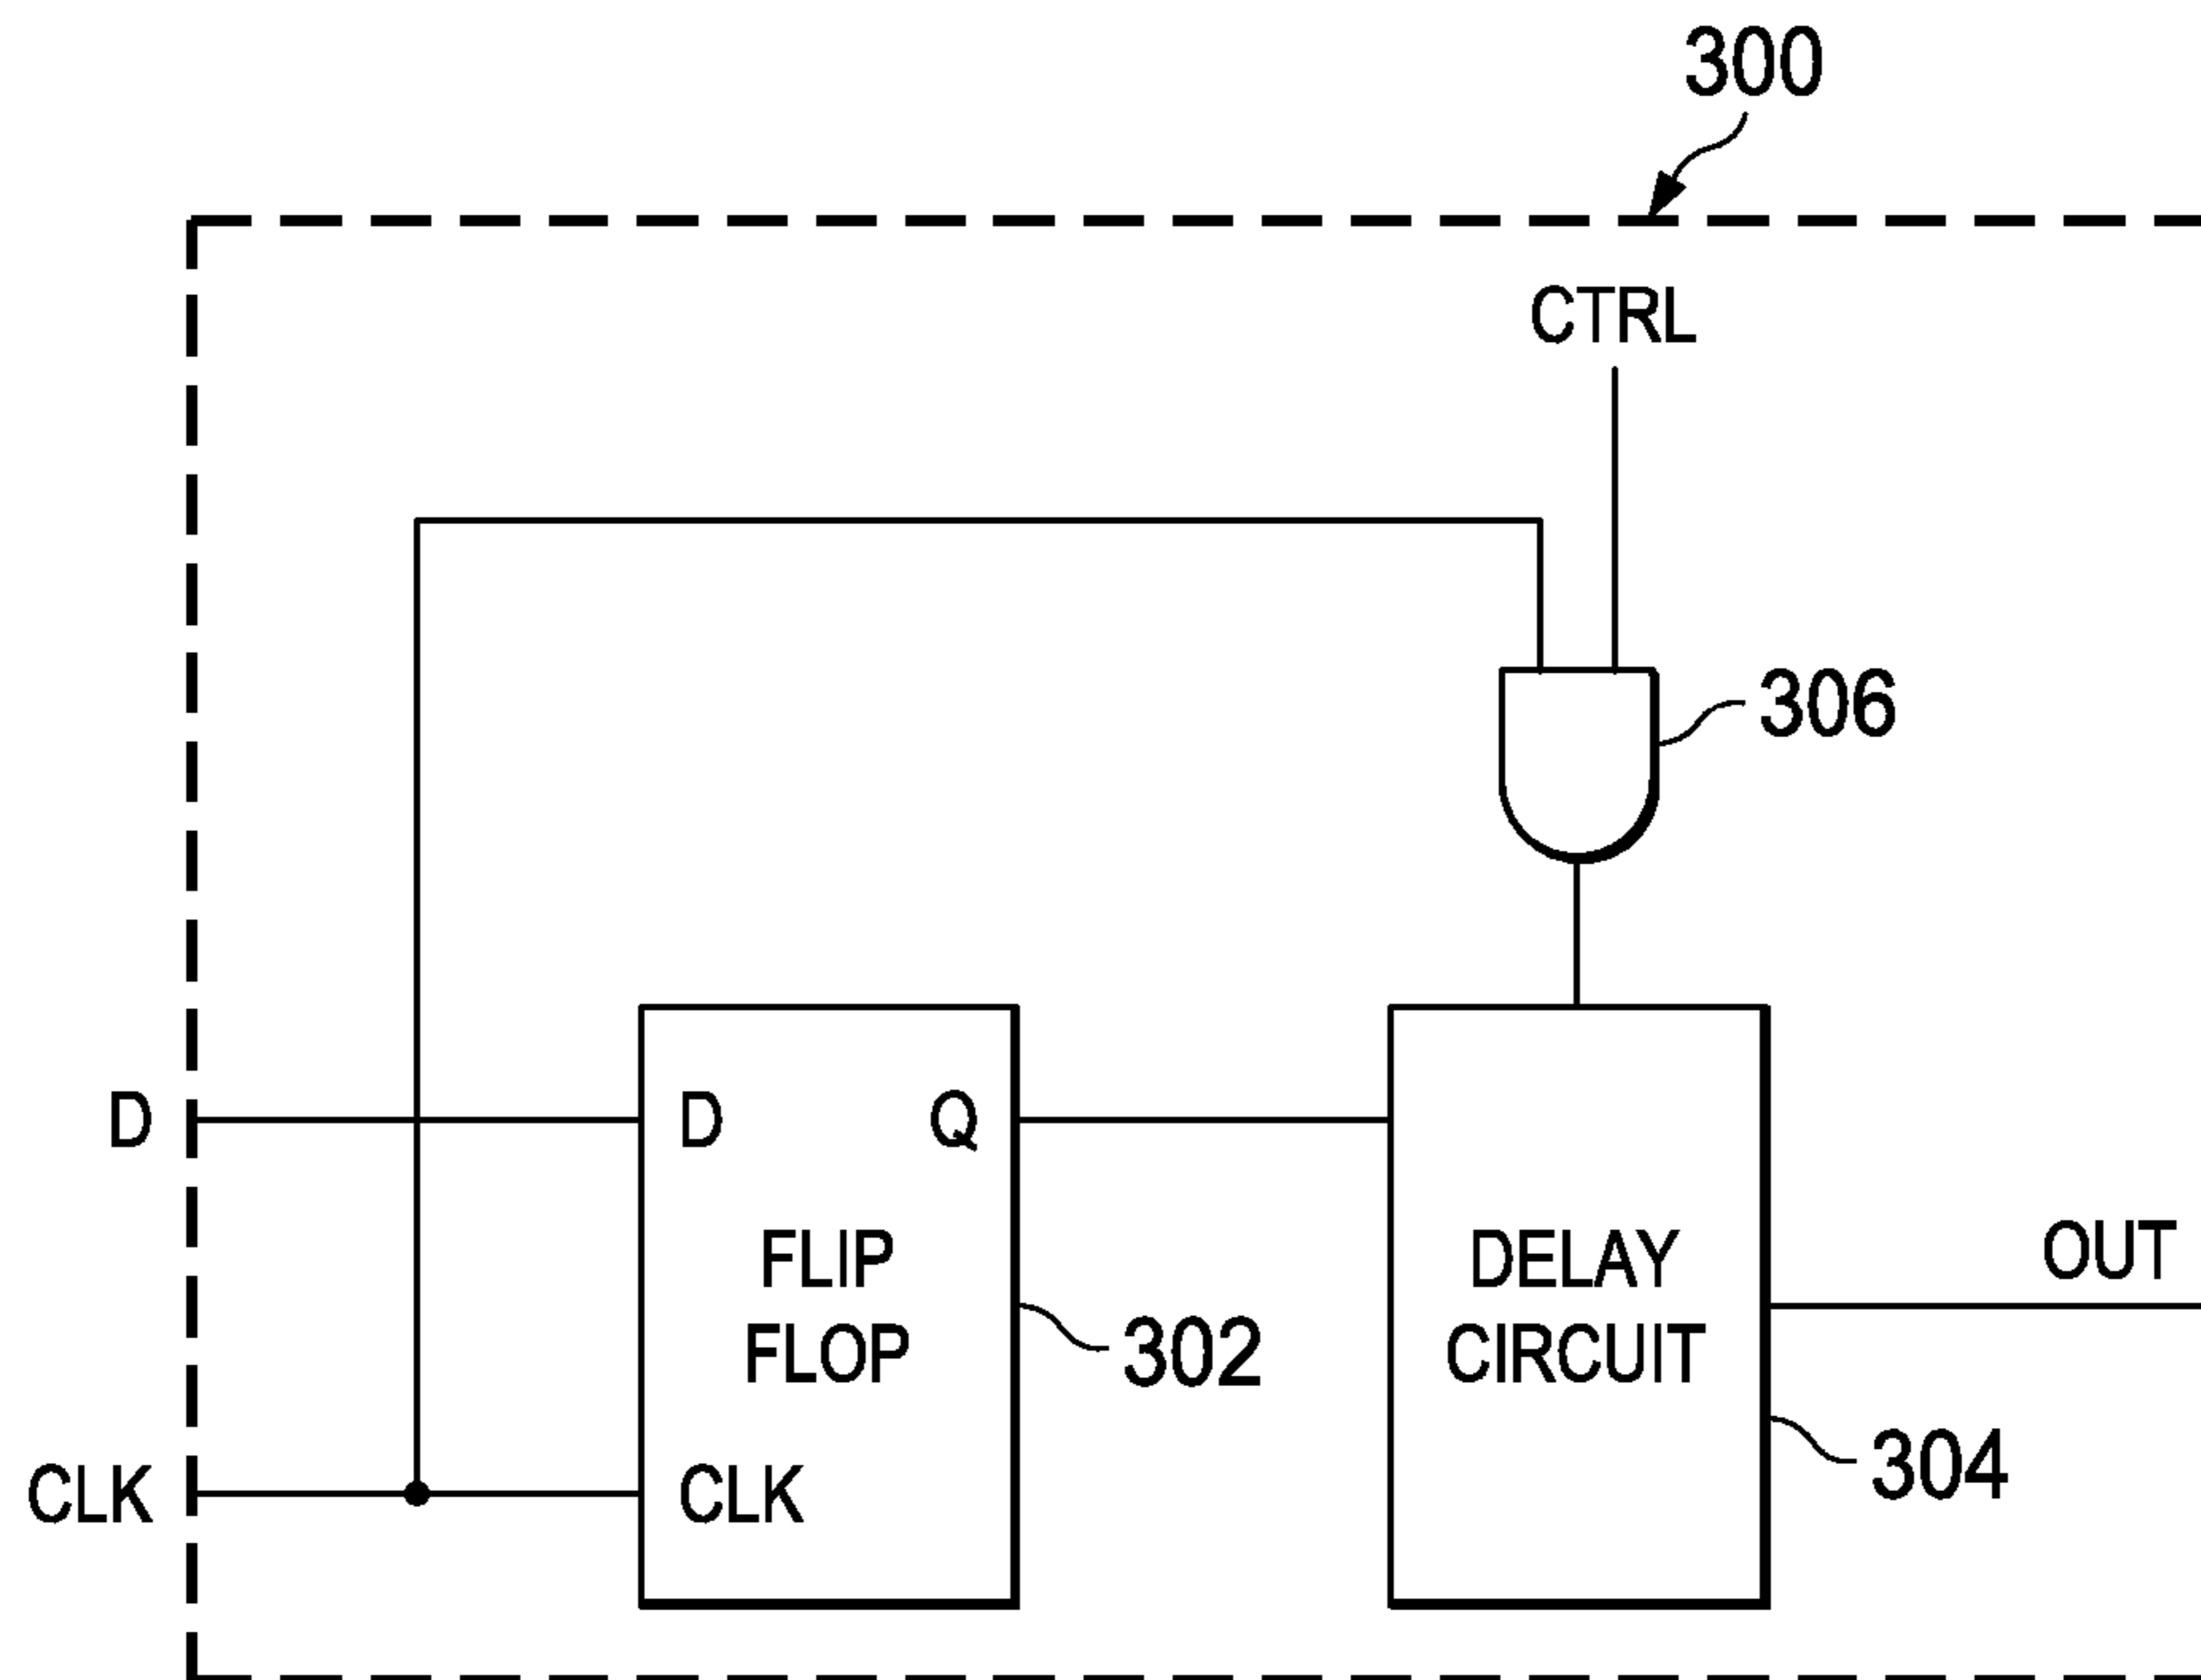 300
CTRL
306
D
D
Q
FLIP
FLOP
302
DELAY
CIRCUIT
OUT
304
CLK
CLK